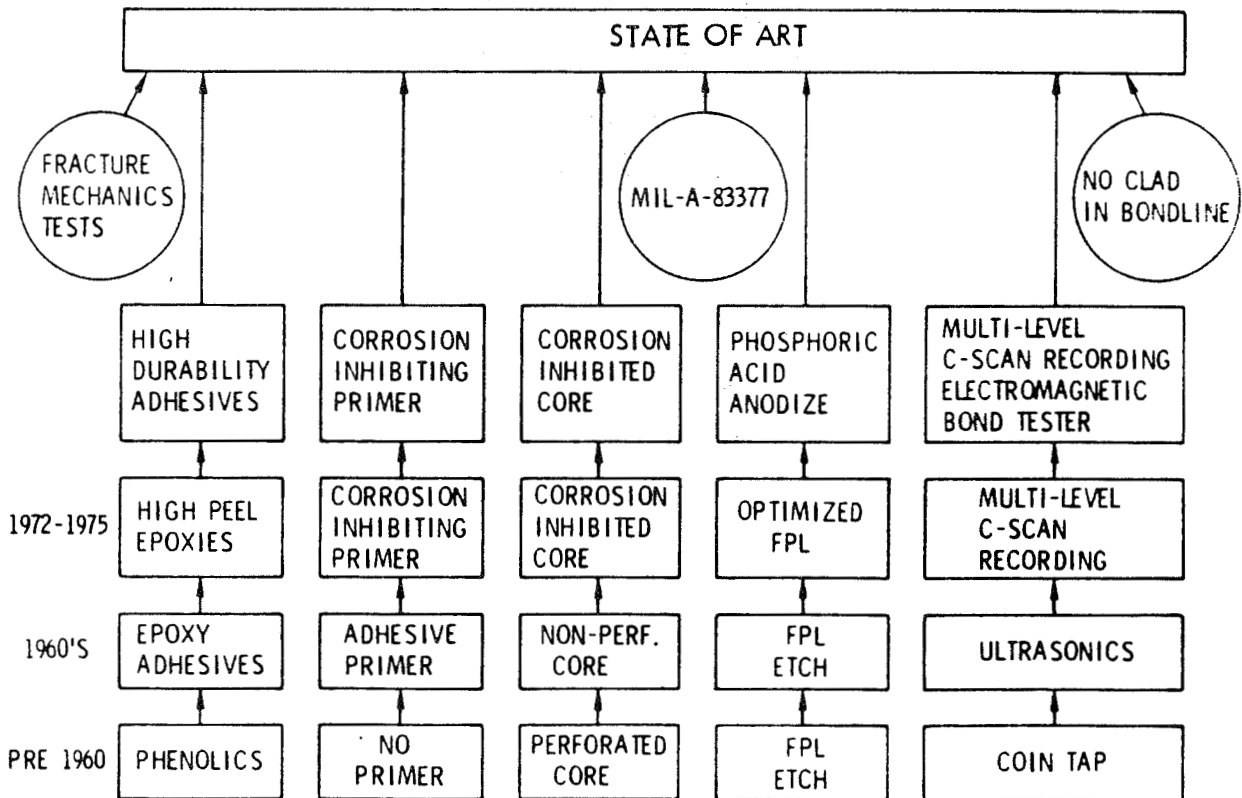 STATE OF ART
FRACTURE
MECHANICS
TESTS
MIL-A-83377
NO CLAD
IN BONDLINE
HIGH
DURABILITY
ADHESIVES
CORROSION
INHIBITING
PRIMER
CORROSION
INHIBITED
CORE
PHOSPHORIC
ACID
ANODIZE
MULTI-LEVEL
C-SCAN RECORDING
ELECTROMAGNETIC
BOND TESTER
1972-1975
HIGH PEEL
EPOXIES
CORROSION
INHIBITING
PRIMER
CORROSION
INHIBITED
CORE
OPTIMIZED
FPL
MULTI-LEVEL
C-SCAN
RECORDING
1960'S
EPOXY
ADHESIVES
ADHESIVE
PRIMER
NON-PERF.
CORE
FPL
ETCH
ULTRASONICS
PRE 1960
PHENOLICS
NO
PRIMER
PERFORATED
CORE
FPL
ETCH
COIN TAP